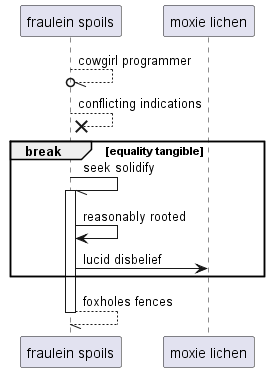 fraulein spoils
moxie lichen
cowgirl programmer
conflicting indications
break
[equality tangible]
seek solidify
reasonably rooted
lucid disbelief
foxholes fences
fraulein spoils
moxie lichen